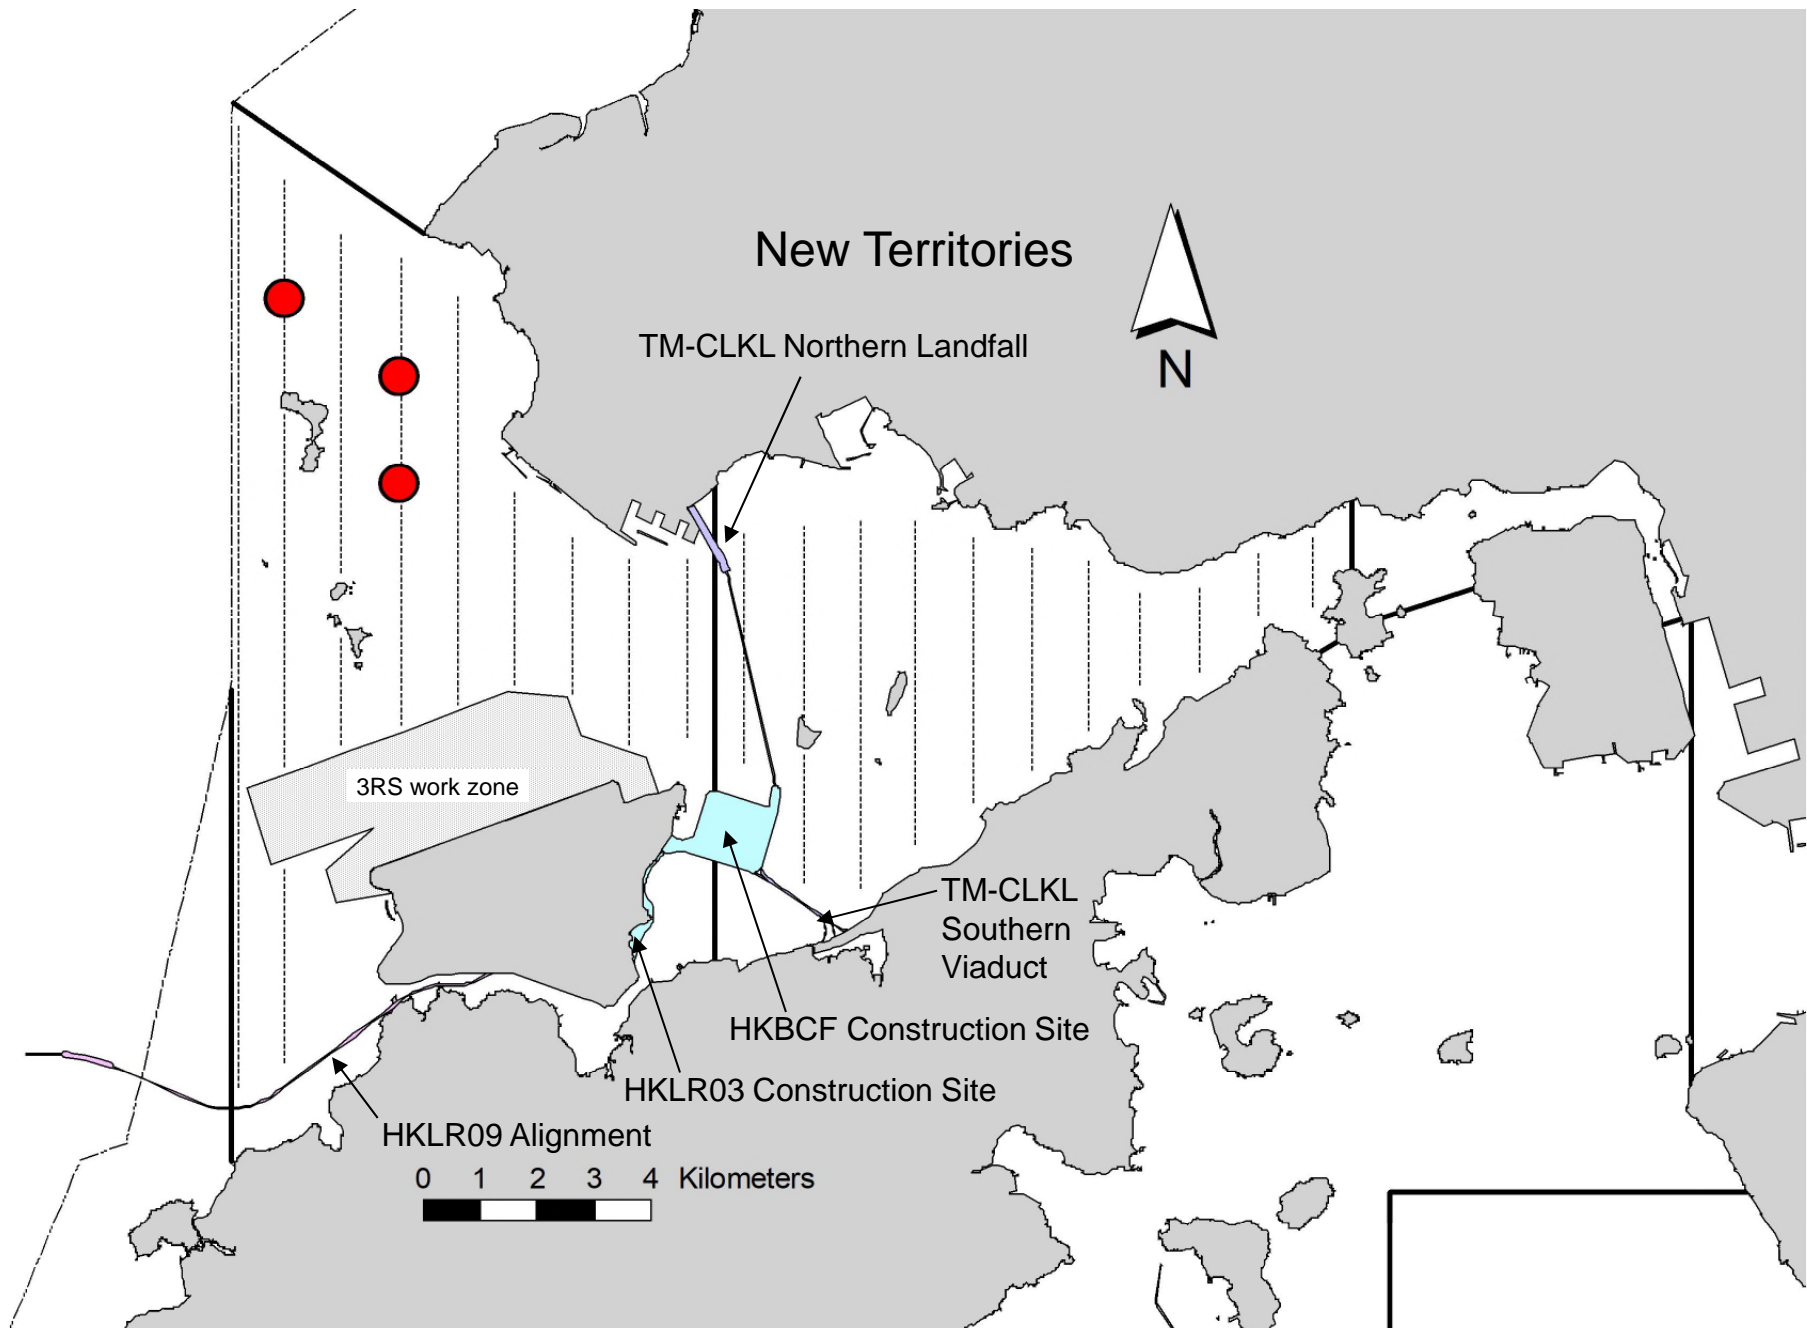 New Territories
TM-CLKL Northern Landfall
N
3RS work zone
TM-CLKL
Southern
Viaduct
HKBCF Construction Site
HKLR03 Construction Site
HKLR09 Alignment
0 1 2 3 4 Kilometers